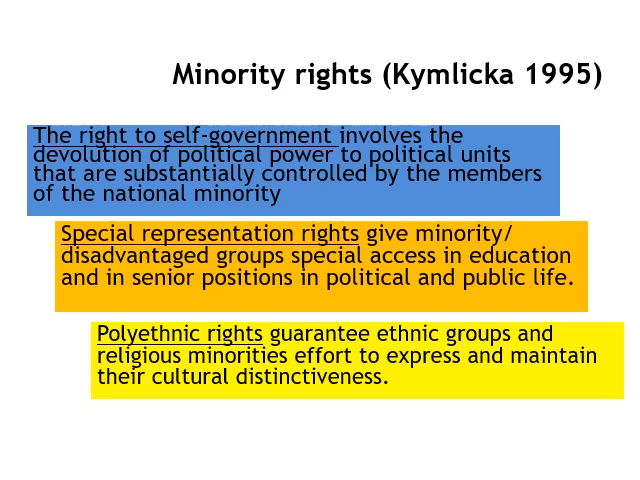 Minority rights (Kymlicka 1995)
The right to self-government involves the
devolution of political power to political units
that are substantially controlled by the members
of the national minority
Special representation rights give minority/
disadvantaged groups special access in education
and in senior positions in political and public life.
Polyethnic rights guarantee ethnic groups and
religious minorities effort to express and maintain
their cultural distinctiveness.